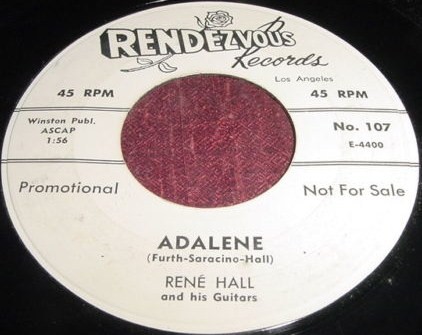 RENDEZVOUS
Records
Los Angeles
45 RPM
45 RPM
Winston Publ.
ASCAP
1:56
No. 107
E-4400
Promotional
Not For Sale
ADALENE
(Furth-Saracino-Hall)
RENÉ HALL
and his Guitars